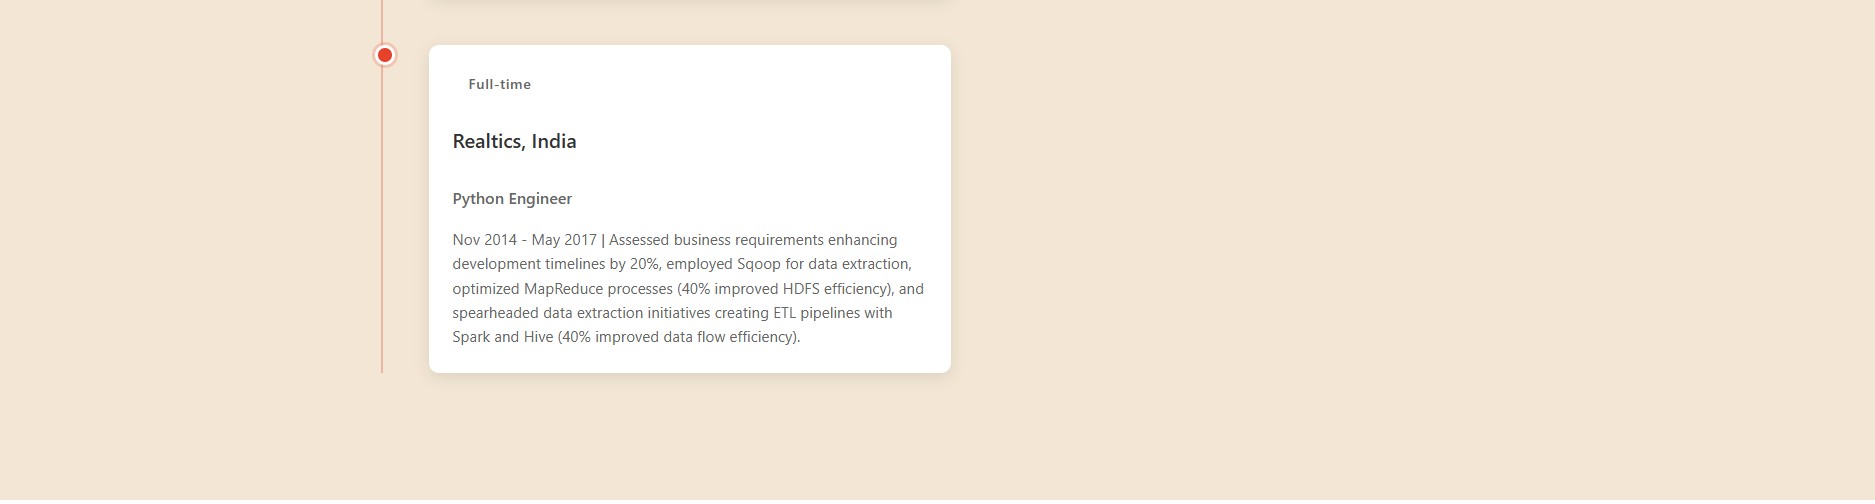 Full-time
Realtics, India
Python Engineer
Nov 2014 - May 2017 | Assessed business requirements enhancing
development timelines by 20%, employed Sqoop for data extraction,
optimized MapReduce processes (40% improved HDFS efficiency), and
spearheaded data extraction initiatives creating ETL pipelines with
Spark and Hive (40% improved data flow efficiency).